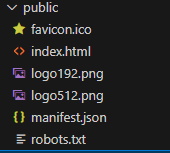 public
favicon.ico
index.html
logo192.png
logo512.png
manifest.json
robots.txt